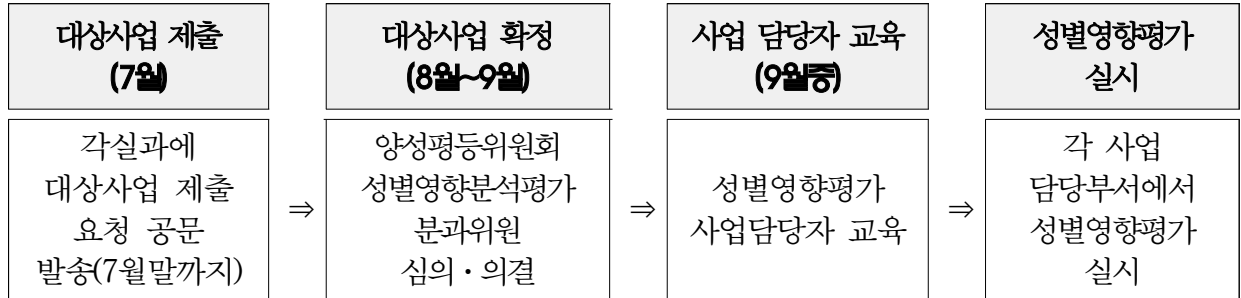 대상사업 제출
(7월)
대상사업 확정
(8월~9월)
사업 담당자 교육
(9월중)
성별영향평가
실시
각실과에
대상사업 제출
요청 공문
발송(7월말까지)
⇒
양성평등위원회
성별영향분석평가
분과위원
심의·의결
⇒
성별영향평가
사업담당자 교육
⇒
각 사업
담당부서에서
성별영향평가
실시